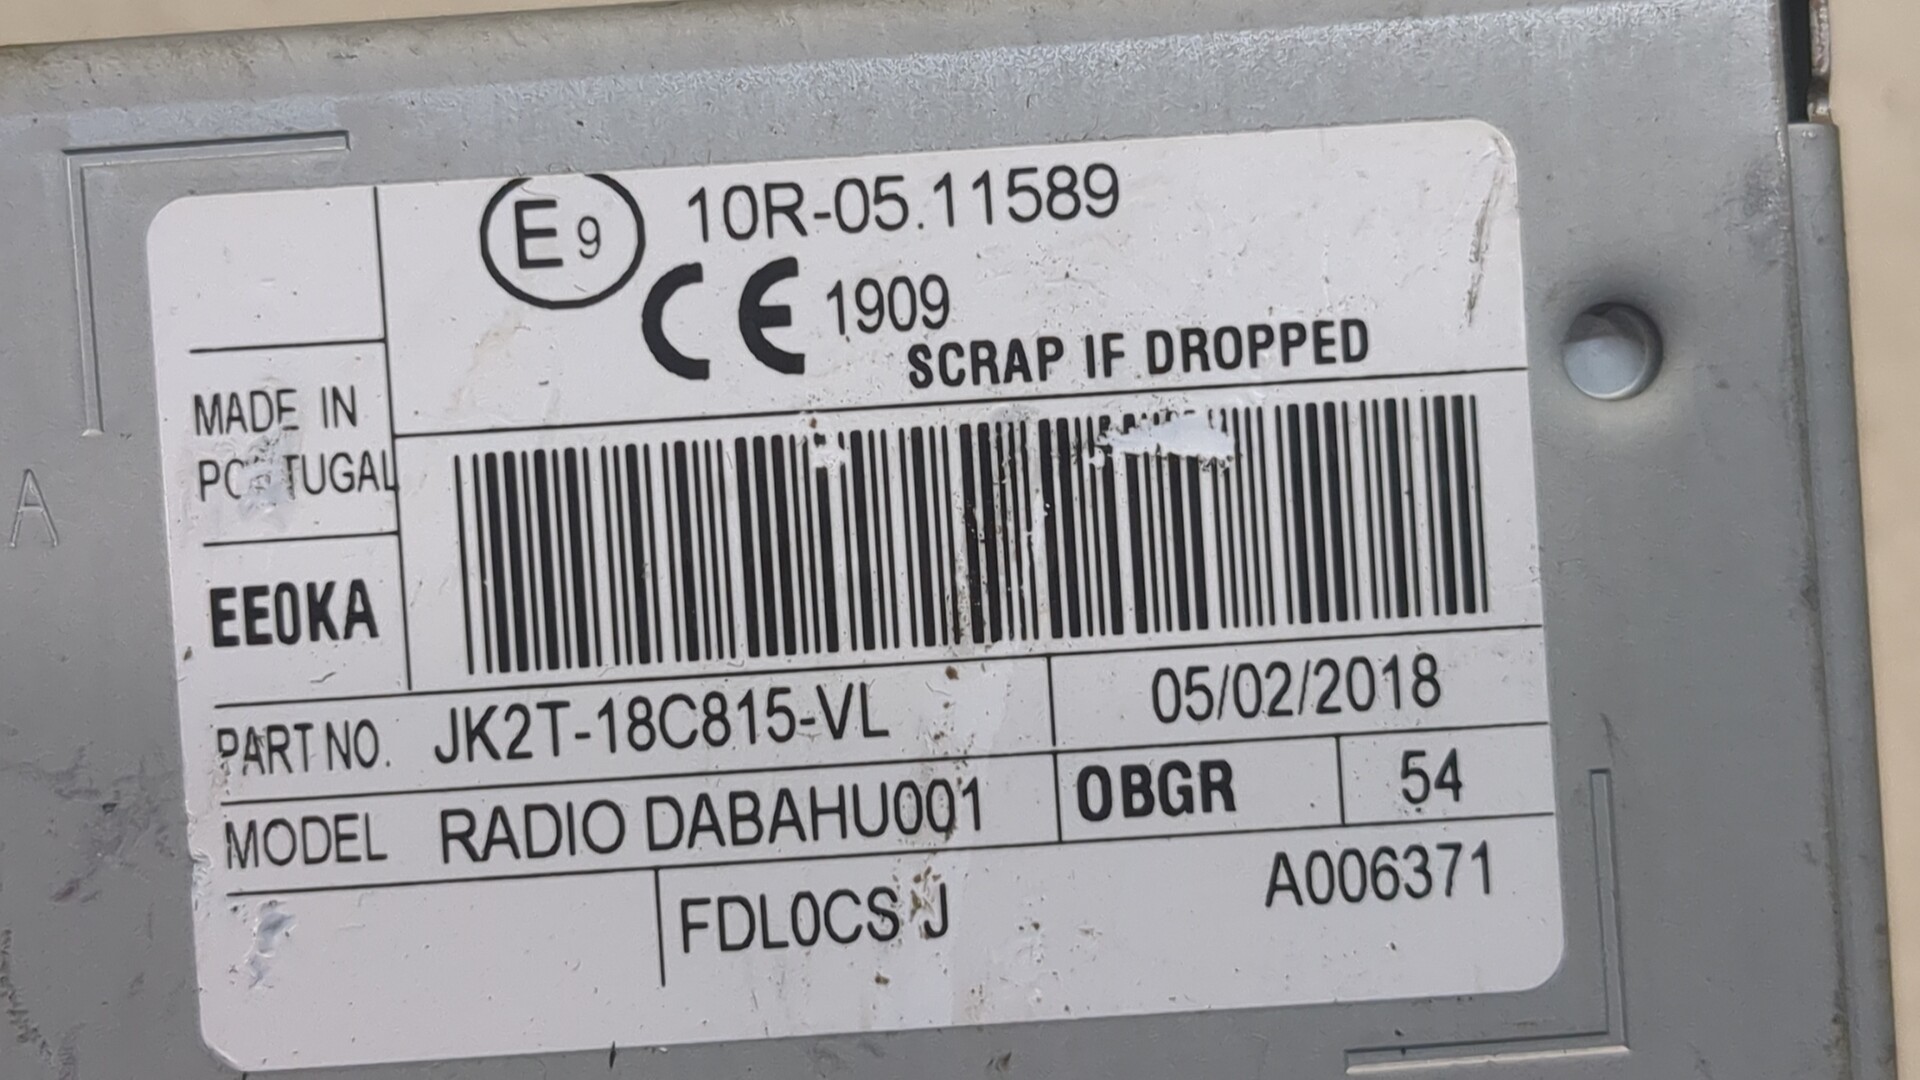 E9 10R-05.11589
CE 1909
SCRAP IF DROPPED
MADE IN
PORTUGAL
EE0KA
PART NO. JK2T-18C815-VL 05/02/2018
MODEL RADIO DABAHU001 0BGR 54
FDL0CS J A006371
A